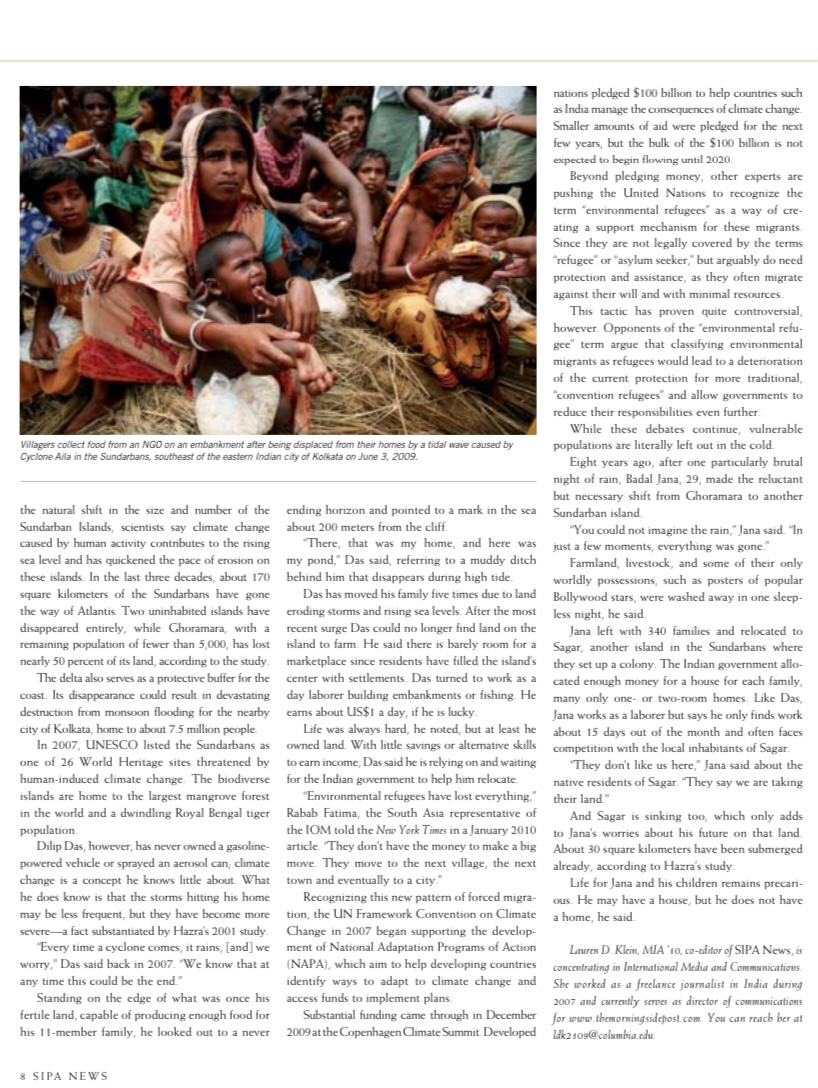 Villagers collect food from an NGO on an embankment after being displaced from their homes by a tidal wave caused by
Cyclone Aila in the Sundarbans, southeast of the eastern Indian city of Kolkata on June 3, 2009.
the natural shift in the size and number of the
Sundarban Islands, scientists say climate change
caused by human activity contributes to the rising
sea level and has quickened the pace of erosion on
these islands. In the last three decades, about 170
square kilometers of the Sundarbans have gone
the way of Atlantis. Two uninhabited islands have
disappeared entirely, while Ghoramara, with a
remaining population of fewer than 5,000, has lost
nearly 50 percent of its land, according to the study.
The delta also serves as a protective buffer for the
coast. Its disappearance could result in devastating
destruction from monsoon flooding for the nearby
city of Kolkata, home to about 7.5 million people.
In 2007, UNESCO listed the Sundarbans as
one of 26 World Heritage sites threatened by
human-induced climate change. The biodiverse
islands are home to the largest mangrove forest
in the world and a dwindling Royal Bengal tiger
population.
Dilip Das, however, has never owned a gasoline-
powered vehicle or sprayed an aerosol can; climate
change is a concept he knows little about. What
he does know is that the storms hitting his home
may be less frequent, but they have become more
severe—a fact substantiated by Hazra's 2001 study.
"Every time a cyclone comes, it rains, [and] we
worry," Das said back in 2007. "We know that at
any time this could be the end."
Standing on the edge of what was once his
fertile land, capable of producing enough food for
his 11-member family, he looked out to a never
ending horizon and pointed to a mark in the sea
about 200 meters from the cliff.
"There, that was my home, and here was
my pond," Das said, referring to a muddy ditch
behind him that disappears during high tide.
Das has moved his family five times due to land
eroding storms and rising sea levels. After the most
recent surge Das could no longer find land on the
island to farm. He said there is barely room for a
marketplace since residents have filled the island's
center with settlements. Das turned to work as a
day laborer building embankments or fishing. He
earns about US$1 a day, if he is lucky.
Life was always hard, he noted, but at least he
owned land. With little savings or alternative skills
to earn income, Das said he is relying on and waiting
for the Indian government to help him relocate.
"Environmental refugees have lost everything,"
Rabab Fatima, the South Asia representative of
the IOM told the New York Times in a January 2010
article. "They don't have the money to make a big
move. They move to the next village, the next
town and eventually to a city."
Recognizing this new pattern of forced migra-
tion, the UN Framework Convention on Climate
Change in 2007 began supporting the develop-
ment of National Adaptation Programs of Action
(NAPA), which aim to help developing countries
identify ways to adapt to climate change and
access funds to implement plans.
Substantial funding came through in December
2009 at the Copenhagen Climate Summit. Developed
nations pledged $100 billion to help countries such
as India manage the consequences of climate change.
Smaller amounts of aid were pledged for the next
few years, but the bulk of the $100 billion is not
expected to begin flowing until 2020.
Beyond pledging money, other experts are
pushing the United Nations to recognize the
term "environmental refugees" as a way of cre-
ating a support mechanism for these migrants.
Since they are not legally covered by the terms
"refugee" or "asylum seeker," but arguably do need
protection and assistance, as they often migrate
against their will and with minimal resources.
This tactic has proven quite controversial,
however. Opponents of the "environmental refu-
gee" term argue that classifying environmental
migrants as refugees would lead to a deterioration
of the current protection for more traditional,
"convention refugees" and allow governments to
reduce their responsibilities even further.
While these debates continue, vulnerable
populations are literally left out in the cold.
Eight years ago, after one particularly brutal
night of rain, Badal Jana, 29, made the reluctant
but necessary shift from Ghoramara to another
Sundarban island.
"You could not imagine the rain," Jana said. "In
just a few moments, everything was gone."
Farmland, livestock, and some of their only
worldly possessions, such as posters of popular
Bollywood stars, were washed away in one sleep-
less night, he said.
Jana left with 340 families and relocated to
Sagar, another island in the Sundarbans where
they set up a colony. The Indian government allo-
cated enough money for a house for each family,
many only one- or two-room homes. Like Das,
Jana works as a laborer but says he only finds work
about 15 days out of the month and often faces
competition with the local inhabitants of Sagar.
"They don't like us here," Jana said about the
native residents of Sagar. "They say we are taking
their land."
And Sagar is sinking too, which only adds
to Jana's worries about his future on that land.
About 30 square kilometers have been submerged
already, according to Hazra's study.
Life for Jana and his children remains precari-
ous. He may have a house, but he does not have
a home, he said.
Lauren D. Klein, MIA '10, co-editor of SIPA News, is
concentrating in International Media and Communications.
She worked as a freelance journalist in India during
2007 and currently serves as director of communications
for www.themorningsidepost.com. You can reach her at
ldk2109@columbia.edu.
8 SIPA NEWS